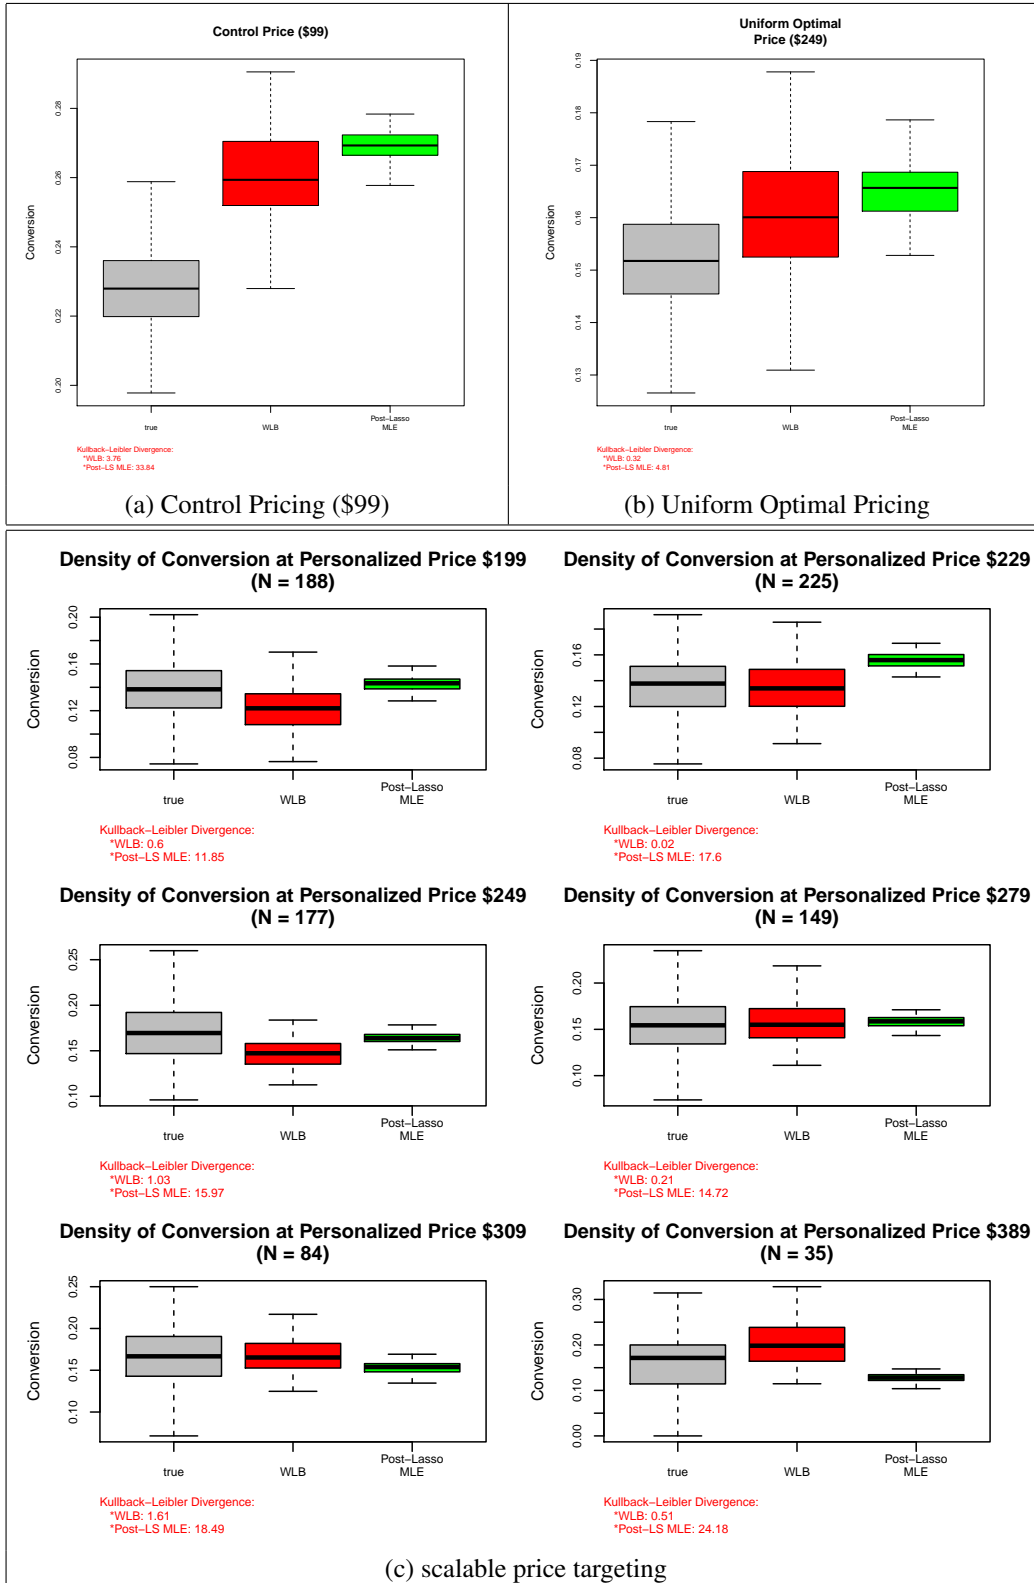 Control Price ($99)
Conversion
0.28
0.26
0.24
0.22
0.20
true
WLB
Post−Lasso
MLE
Kullback−Leibler Divergence:
*WLB: 3.76
*Post−LS MLE: 33.84
(a) Control Pricing ($99)
Uniform Optimal
Price ($249)
Conversion
0.19
0.18
0.17
0.16
0.15
0.14
0.13
true
WLB
Post−Lasso
MLE
Kullback−Leibler Divergence:
*WLB: 0.32
*Post−LS MLE: 4.81
(b) Uniform Optimal Pricing
Density of Conversion at Personalized Price $199
(N = 188)
Conversion
0.20
0.16
0.12
0.08
true
WLB
Post−Lasso
MLE
Kullback−Leibler Divergence:
*WLB: 0.6
*Post−LS MLE: 11.85
Density of Conversion at Personalized Price $229
(N = 225)
Conversion
0.16
0.12
0.08
true
WLB
Post−Lasso
MLE
Kullback−Leibler Divergence:
*WLB: 0.02
*Post−LS MLE: 17.6
Density of Conversion at Personalized Price $249
(N = 177)
Conversion
0.25
0.20
0.15
0.10
true
WLB
Post−Lasso
MLE
Kullback−Leibler Divergence:
*WLB: 1.03
*Post−LS MLE: 15.97
Density of Conversion at Personalized Price $279
(N = 149)
Conversion
0.20
0.15
0.10
true
WLB
Post−Lasso
MLE
Kullback−Leibler Divergence:
*WLB: 0.21
*Post−LS MLE: 14.72
Density of Conversion at Personalized Price $309
(N = 84)
Conversion
0.25
0.20
0.15
0.10
true
WLB
Post−Lasso
MLE
Kullback−Leibler Divergence:
*WLB: 1.61
*Post−LS MLE: 18.49
Density of Conversion at Personalized Price $389
(N = 35)
Conversion
0.30
0.20
0.10
0.00
true
WLB
Post−Lasso
MLE
Kullback−Leibler Divergence:
*WLB: 0.51
*Post−LS MLE: 24.18
(c) scalable price targeting